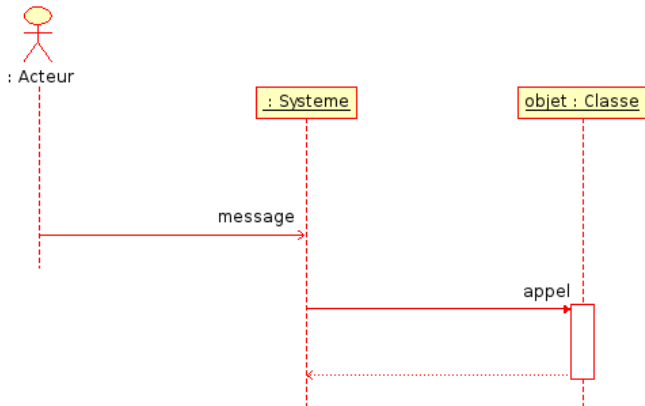 : Acteur
: Systeme
objet : Classe
message
appel